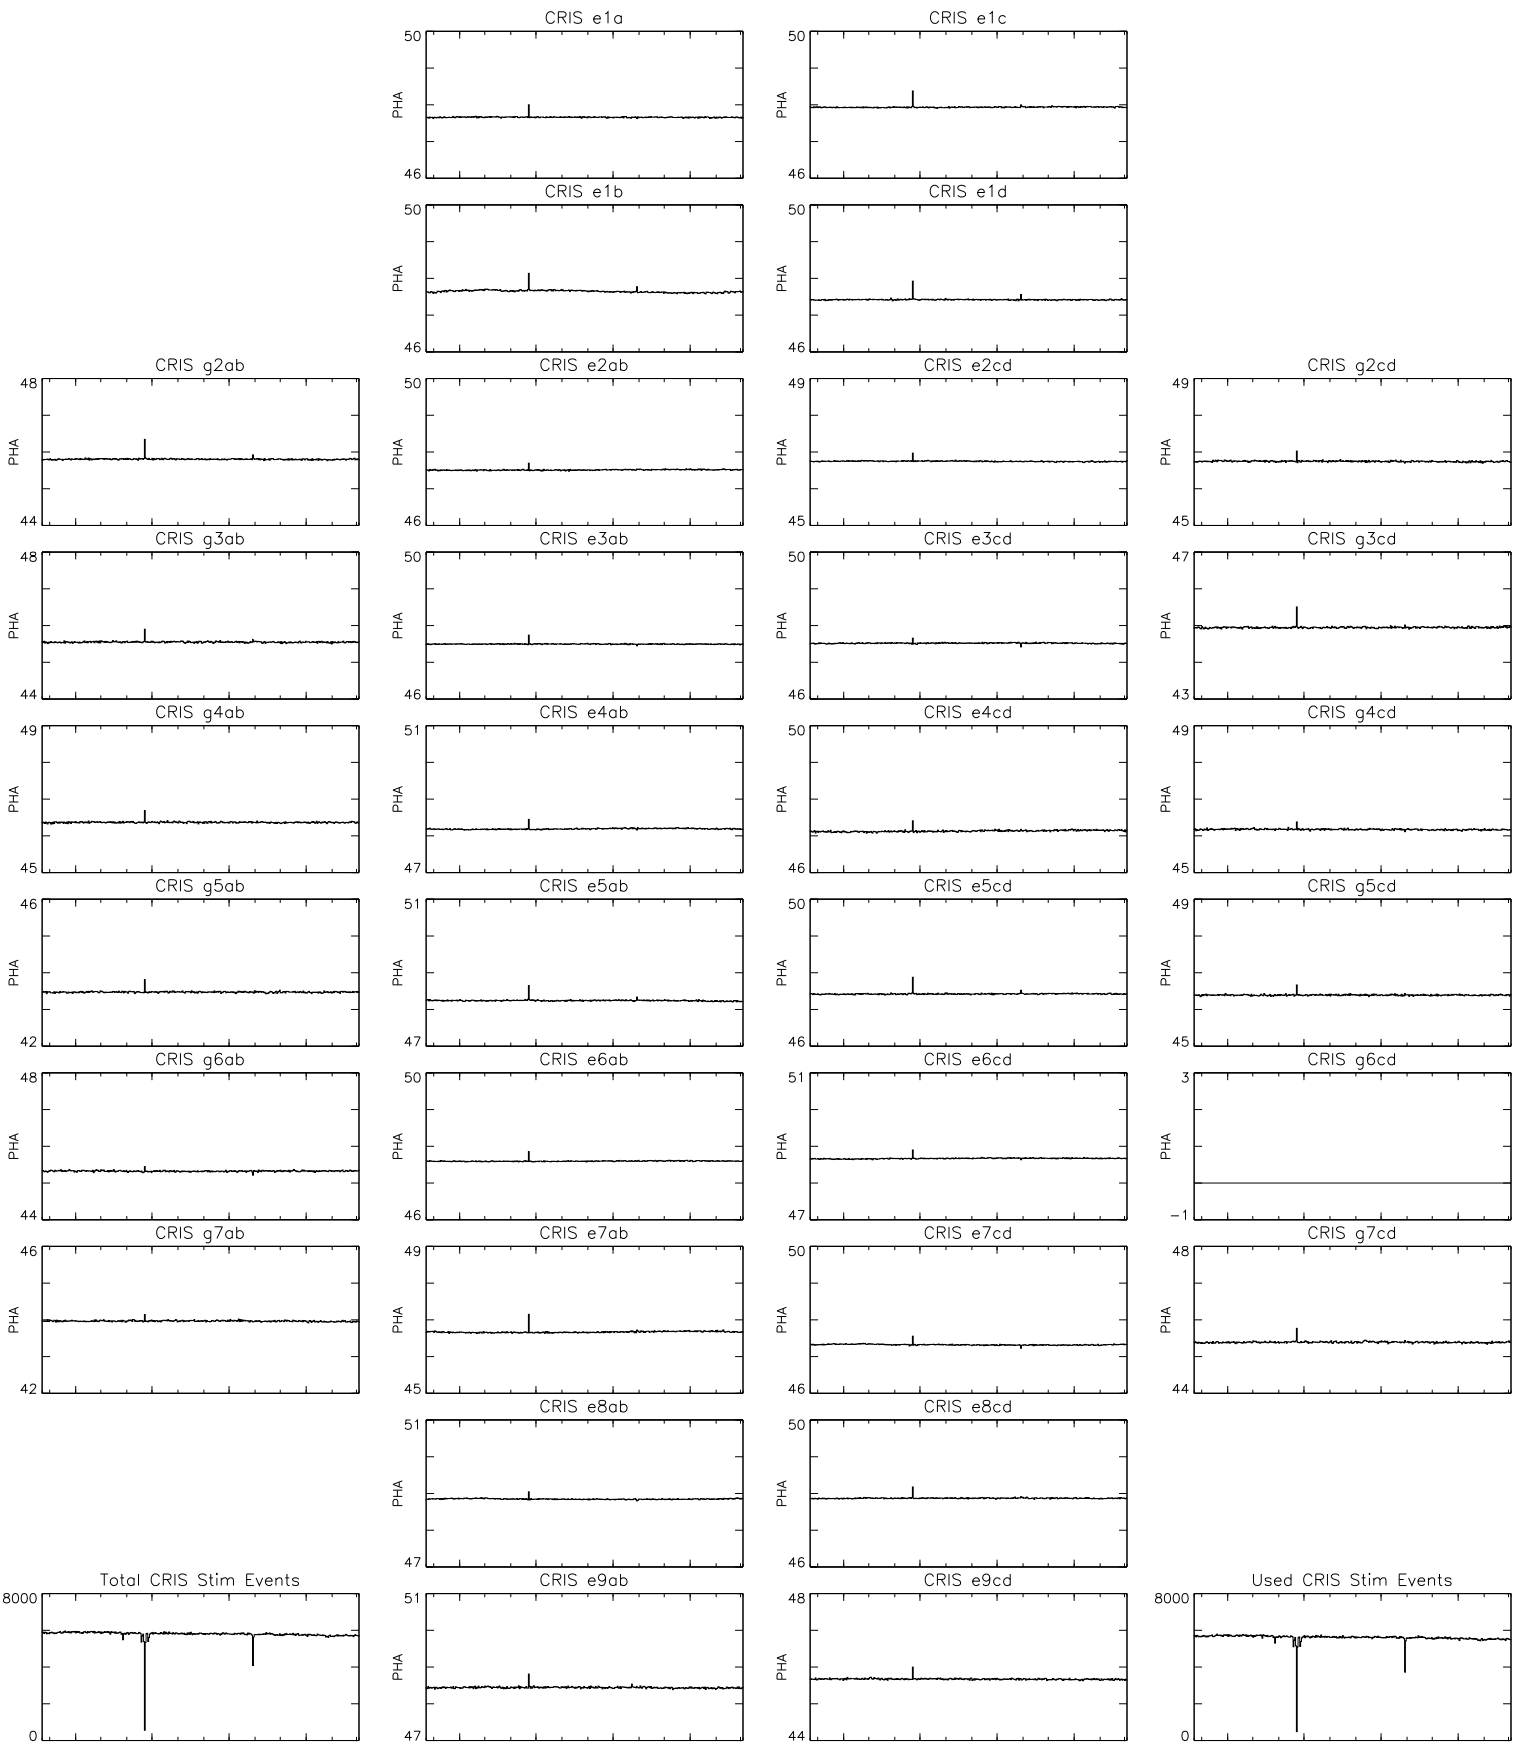 CRIS e1a
CRIS e1c
50
PHA
46
50
PHA
46
CRIS e1b
CRIS e1d
50
PHA
46
50
PHA
46
CRIS g2ab
CRIS e2ab
CRIS e2cd
CRIS g2cd
48
PHA
44
50
PHA
46
49
PHA
45
49
PHA
45
CRIS g3ab
CRIS e3ab
CRIS e3cd
CRIS g3cd
48
PHA
44
50
PHA
46
50
PHA
46
47
PHA
43
CRIS g4ab
CRIS e4ab
CRIS e4cd
CRIS g4cd
49
PHA
45
51
PHA
47
50
PHA
46
49
PHA
45
CRIS g5ab
CRIS e5ab
CRIS e5cd
CRIS g5cd
46
PHA
42
51
PHA
47
50
PHA
46
49
PHA
45
CRIS g6ab
CRIS e6ab
CRIS e6cd
CRIS g6cd
48
PHA
44
50
PHA
46
51
PHA
47
3
PHA
-1
CRIS g7ab
CRIS e7ab
CRIS e7cd
CRIS g7cd
46
PHA
42
49
PHA
45
50
PHA
46
48
PHA
44
CRIS e8ab
CRIS e8cd
51
PHA
47
50
PHA
46
Total CRIS Stim Events
CRIS e9ab
CRIS e9cd
Used CRIS Stim Events
8000
0
51
PHA
47
48
PHA
44
8000
0